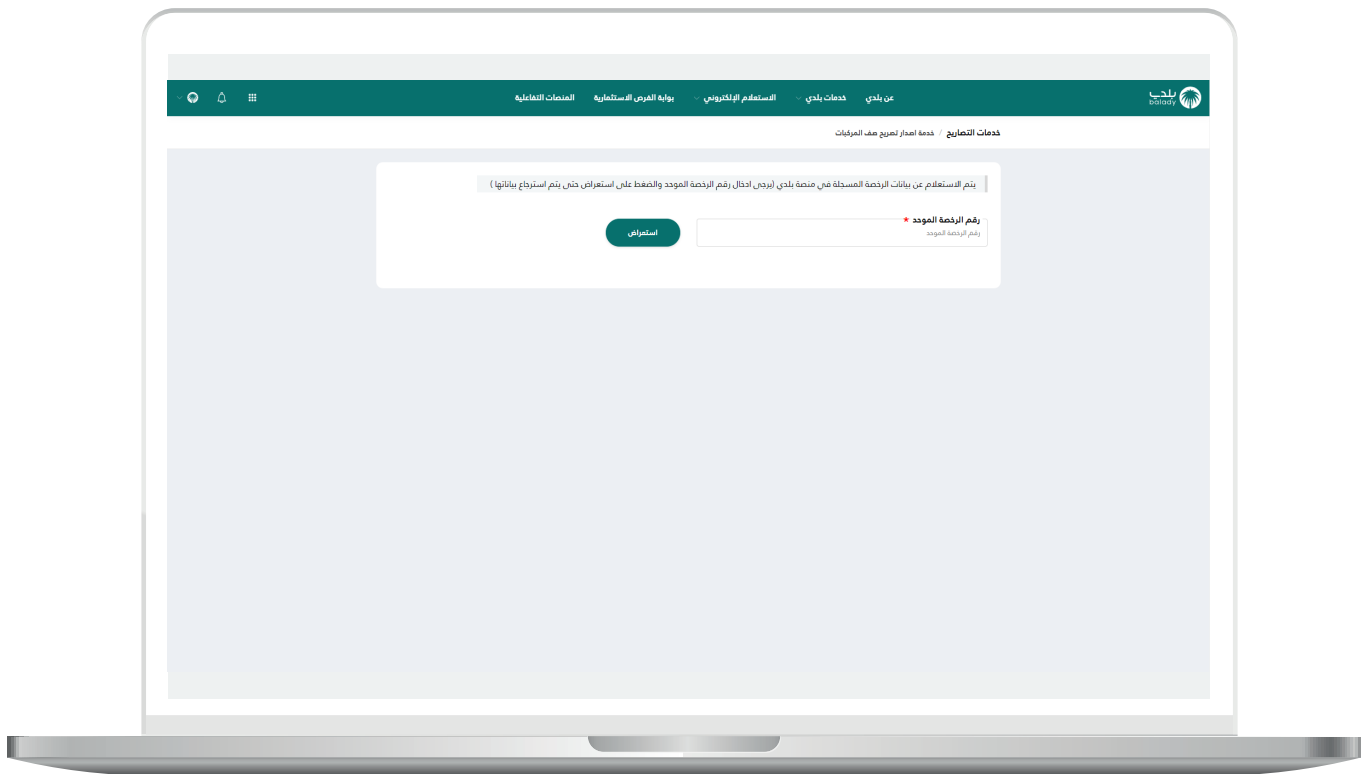 بلدي
balady
عن بلدي
خدمات بلدي
الاستعلام الإلكتروني
بوابة الفرص الاستثمارية
المنصات التفاعلية
خدمات التصاريح / خدمة اصدار تصريح صف المركبات
يتم الاستعلام عن بيانات الرخصة المسجلة في منصة بلدي (يرجى ادخال رقم الرخصة الموحد والضغط على استعراض حتى يتم استرجاع بياناتها )
رقم الرخصة الموحد *
رقم الرخصة الموحد
استعراض